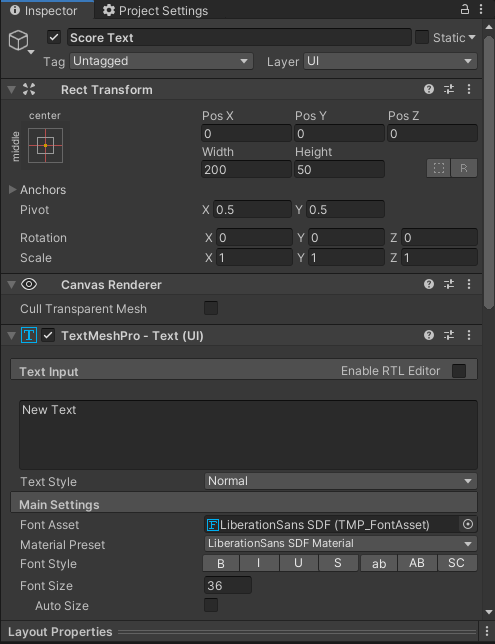 Inspector Project Settings
Score Text Static
Tag Untagged Layer UI
Rect Transform
center
middle
Pos X Pos Y Pos Z
0 0 0
Width Height
200 50
R
Anchors
Pivot X 0.5 Y 0.5
Rotation X 0 Y 0 Z 0
Scale X 1 Y 1 Z 1
Canvas Renderer
Cull Transparent Mesh
T TextMeshPro - Text (UI)
Text Input Enable RTL Editor
New Text
Text Style Normal
Main Settings
Font Asset F LiberationSans SDF (TMP_FontAsset)
Material Preset LiberationSans SDF Material
Font Style B I U S ab AB SC
Font Size 36
Auto Size
Layout Properties